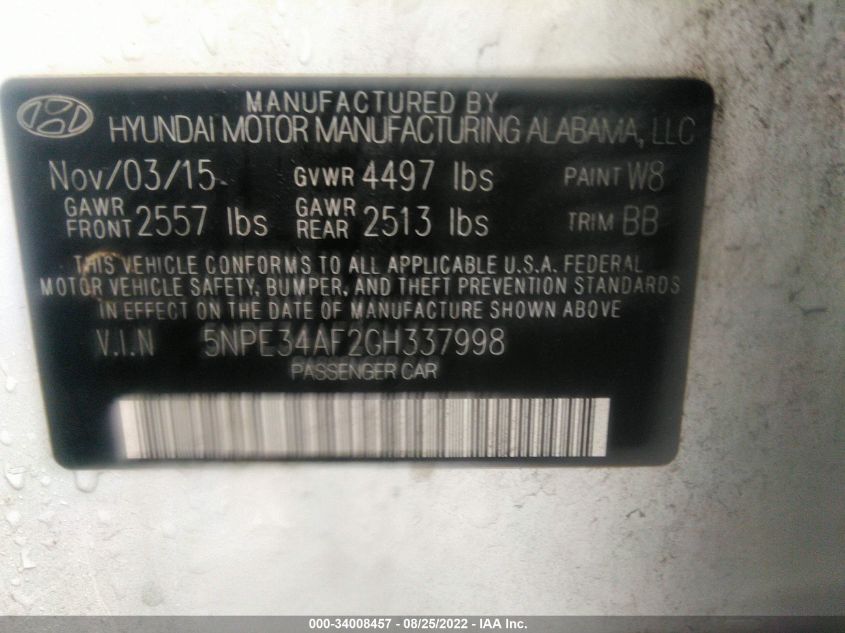 MANUFACTURED BY
HYUNDAI MOTOR MANUFACTURING ALABAMA, LLC
Nov/03/15 GVWR 4497 lbs PAINT W8
GAWR FRONT 2557 lbs GAWR REAR 2513 lbs TRIM BB
THIS VEHICLE CONFORMS TO ALL APPLICABLE U.S.A. FEDERAL
MOTOR VEHICLE SAFETY, BUMPER, AND THEFT PREVENTION STANDARDS
IN EFFECT ON THE DATE OF MANUFACTURE SHOWN ABOVE
V.I.N 5NPE34AF2GH337998
PASSENGER CAR
000-34008457 - 08/25/2022 - IAA Inc.